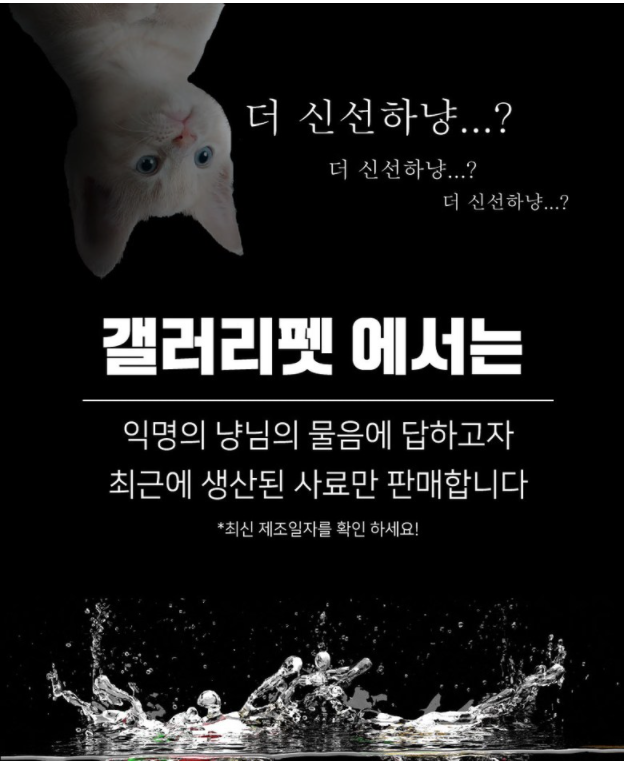 더 신선하냥...?
더 신선하냥...?
더 신선하냥...?
갤러리펫 에서는
익명의 냥님의 물음에 답하고자
최근에 생산된 사료만 판매합니다
*최신 제조일자를 확인 하세요!